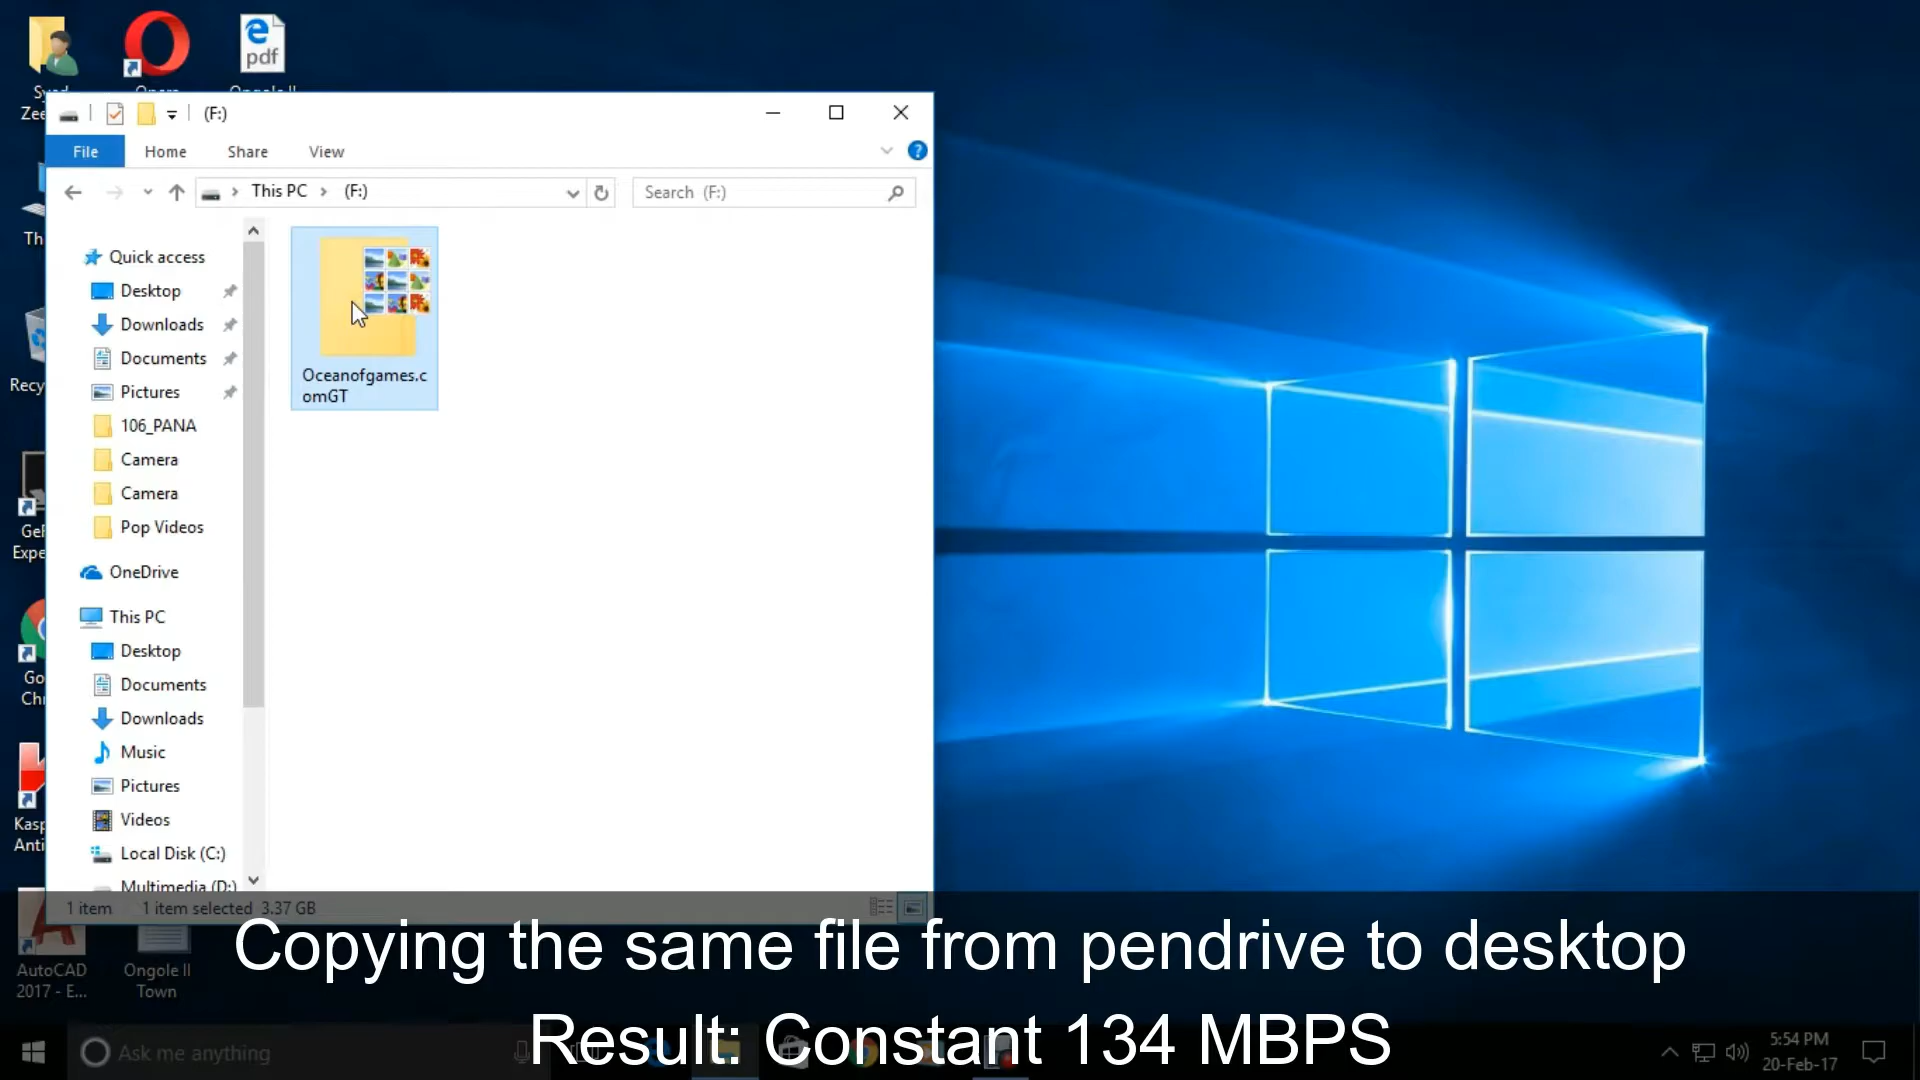 pdf
(F:)
File Home Share View
This PC (F:)
Search (F:)
Quick access
Desktop
Downloads
Documents
Pictures
106_PANA
Camera
Camera
Pop Videos
OneDrive
This PC
Desktop
Documents
Downloads
Music
Pictures
Videos
Local Disk (C:)
Multimedia (D:)
Oceanofgames.c
omGT
1 item 1 item selected 3.37 GB
Copying the same file from pendrive to desktop
Result: Constant 134 MBPS
AutoCAD
2017 - E...
Ongole II
Town
Ask me anything
5:54 PM
20-Feb-17